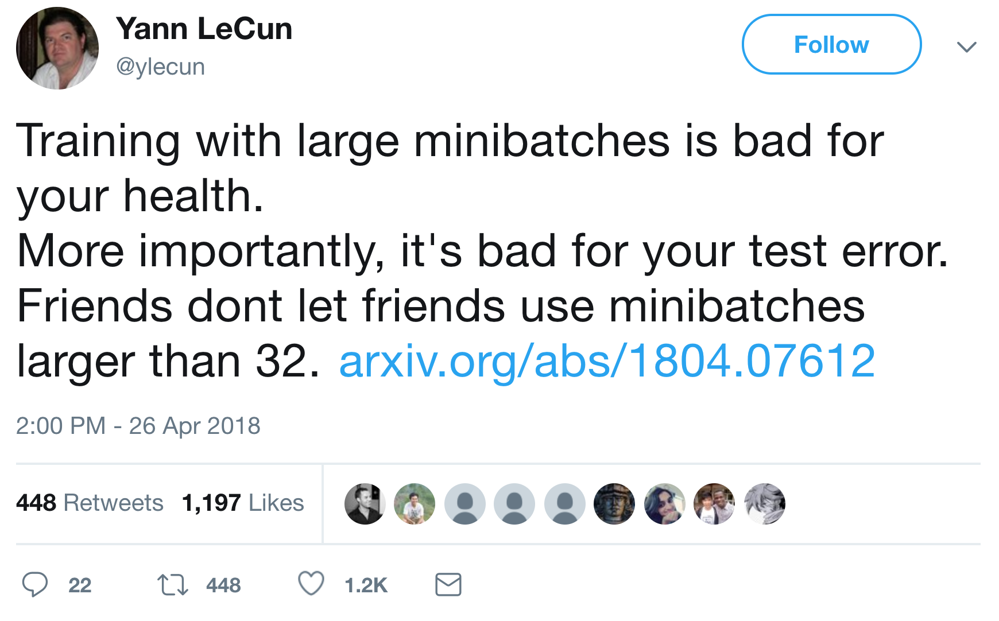 Yann LeCun
@ylecun
Follow
Training with large minibatches is bad for
your health.
More importantly, it's bad for your test error.
Friends dont let friends use minibatches
larger than 32. arxiv.org/abs/1804.07612
2:00 PM - 26 Apr 2018
448 Retweets 1,197 Likes
22 448 1.2K